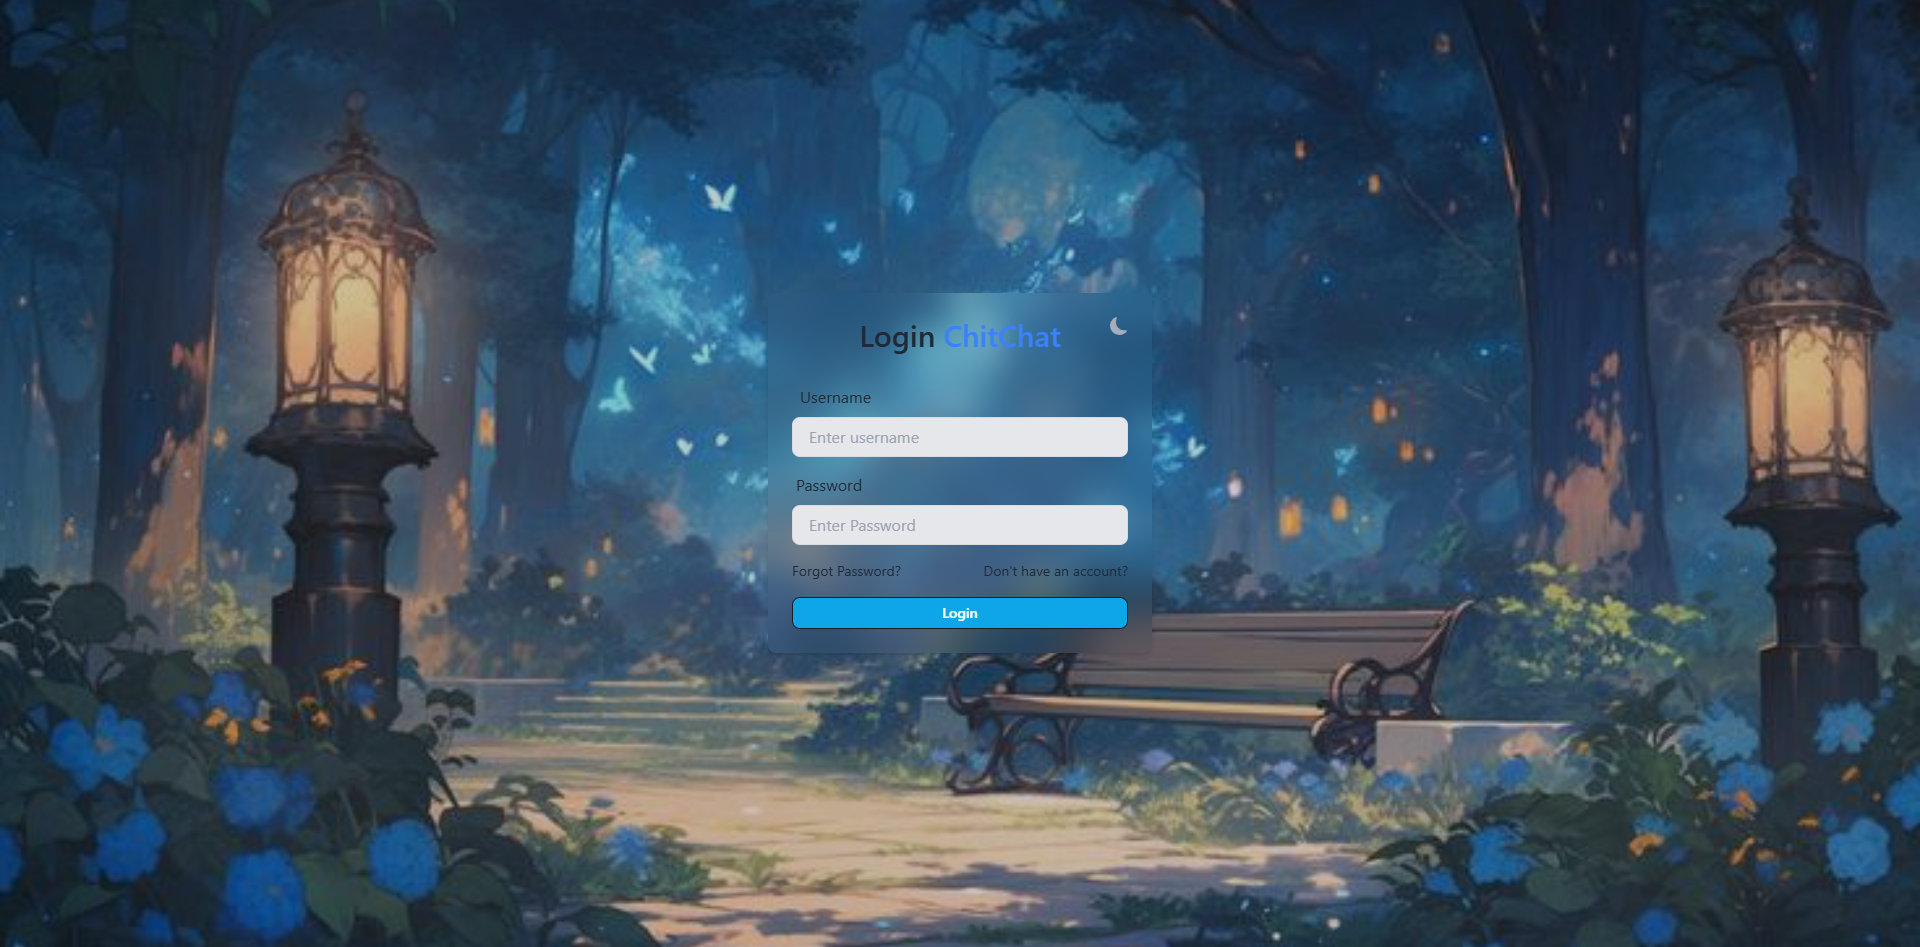 Login ChitChat
Username
Enter username
Password
Enter Password
Forgot Password? Don't have an account?
Login